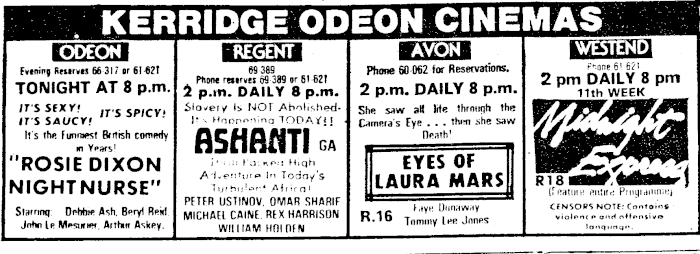 KERRIDGE ODEON CINEMAS
ODEON
Evening Reserves 66-317 or 61-621
TONIGHT AT 8 p.m.
IT'S SEXY!
IT'S SAUCY! IT'S SPICY!
It's the Funniest British comedy
in Years!
"ROSIE DIXON
NIGHTNURSE"
Starring: Debbie Ash, Beryl Reid.
John Le Mesurier, Arthur Askey.
REGENT
69-389
Phone reserves 69-389 or 61-621
2 p.m. DAILY 8 p.m.
Slavery Is NOT Abolished-
It's Happening TODAY!!
ASHANTI GA
Packed High
Adventure In Today's
Turbulent Africa!
PETER USTINOV, OMAR SHARIF
MICHAEL CAINE, REX HARRISON
WILLIAM HOLDEN
AVON
Phone 60-062 for Reservations.
2 p.m. DAILY 8 p.m.
She saw all life through the
Camera's Eye . . . then she saw
Death!
EYES OF
LAURA MARS
R.16
Faye Dunaway
Tommy Lee Jones
WESTEND
Phone 61-621
2 pm DAILY 8 pm
11th WEEK
Midnight
Express
R18
(Feature entire Programme)
CENSORS NOTE: Contains
violence and offensive
language.